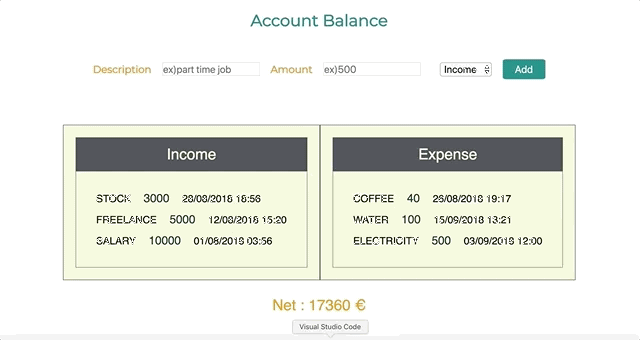 Account Balance
Description ex)part time job Amount ex)500 Income Add
Income
STOCK 3000 28/08/2018 18:56
FREELANCE 5000 12/08/2018 15:20
SALARY 10000 01/08/2018 03:56
Expense
COFFEE 40 29/08/2018 19:17
WATER 100 15/09/2018 13:21
ELECTRICITY 500 03/09/2018 12:00
Net : 17360 €
Visual Studio Code